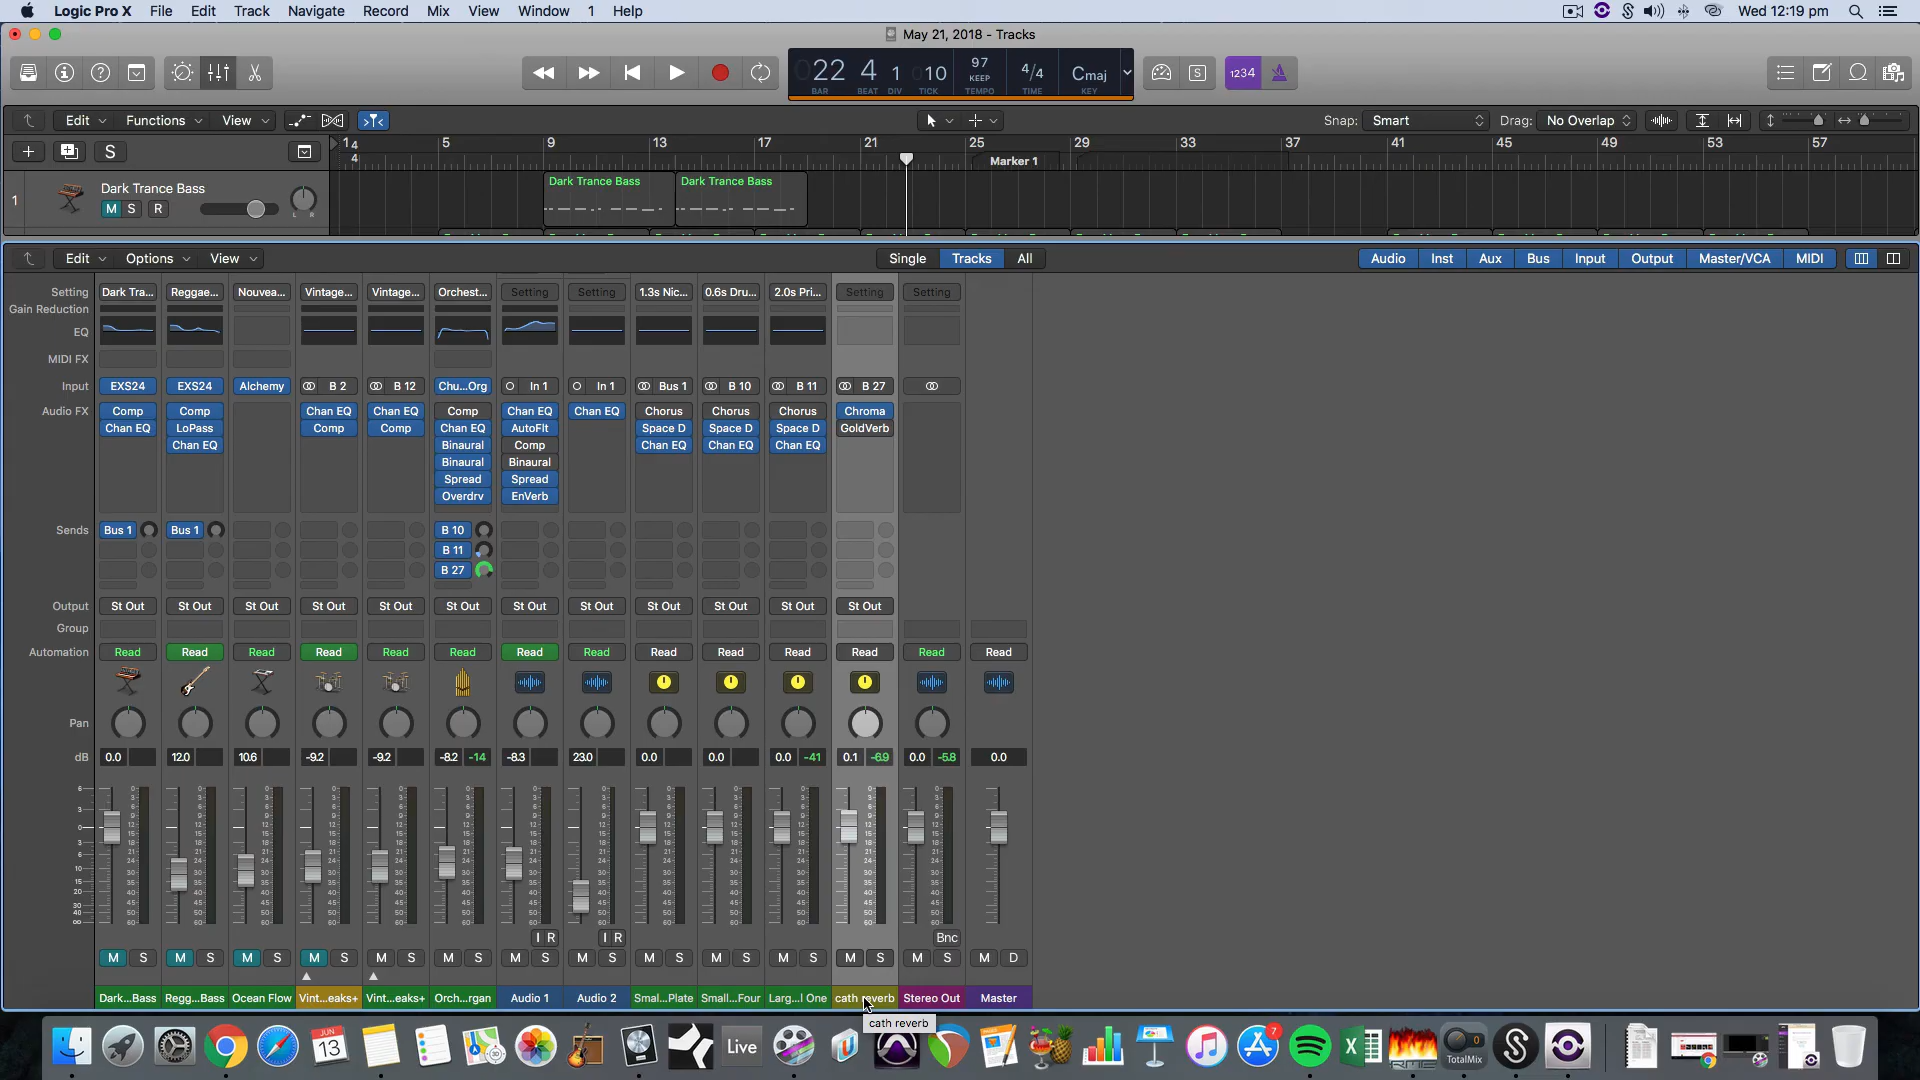 Logic Pro X File Edit Track Navigate Record Mix View Window 1 Help Wed 12:19 pm
May 21, 2018 - Tracks
22 4 1 10 97 KEEP 4/4 Cmaj 1234
BAR BEAT DIV TICK TEMPO TIME KEY
Edit Functions View Snap: Smart Drag: No Overlap
1 4/4 5 9 13 17 21 25 29 33 37 41 45 49 53 57
S Marker 1
1 Dark Trance Bass Dark Trance Bass Dark Trance Bass
M S R L R
Edit Options View Single Tracks All Audio Inst Aux Bus Input Output Master/VCA MIDI
Setting Dark Tra... Reggae... Nouvea... Vintage... Vintage... Orchest... Setting Setting 1.3s Nic... 0.6s Dru... 2.0s Pri... Setting Setting
Gain Reduction
EQ
MIDI FX
Input EXS24 EXS24 Alchemy B 2 B 12 Chu...Org In 1 In 1 Bus 1 B 10 B 11 B 27
Audio FX Comp Comp Chan EQ Chan EQ Comp Chan EQ Chan EQ Chorus Chorus Chorus Chroma
Chan EQ LoPass Comp Comp Chan EQ AutoFlt Space D Space D Space D GoldVerb
Chan EQ Binaural Comp Chan EQ Chan EQ Chan EQ
Binaural Binaural
Spread Spread
Overdrv EnVerb
Sends Bus 1 Bus 1 B 10
B 11
B 27
Output St Out St Out St Out St Out St Out St Out St Out St Out St Out St Out St Out St Out
Group
Automation Read Read Read Read Read Read Read Read Read Read Read Read Read Read
Pan
dB 0.0 12.0 10.6 -9.2 -9.2 -8.2 -14 -8.3 23.0 0.0 0.0 0.0 -41 0.1 -6.9 0.0 -5.8 0.0
I R I R Bnc
M S M S M S M S M S M S M S M S M S M S M S M S M S M D
Dark...Bass Regg...Bass Ocean Flow Vint...eaks+ Vint...eaks+ Orch...rgan Audio 1 Audio 2 Smal...Plate Small...Four Larg...l One cath reverb Stereo Out Master
cath reverb
JUN 13 Live 7 TotalMix